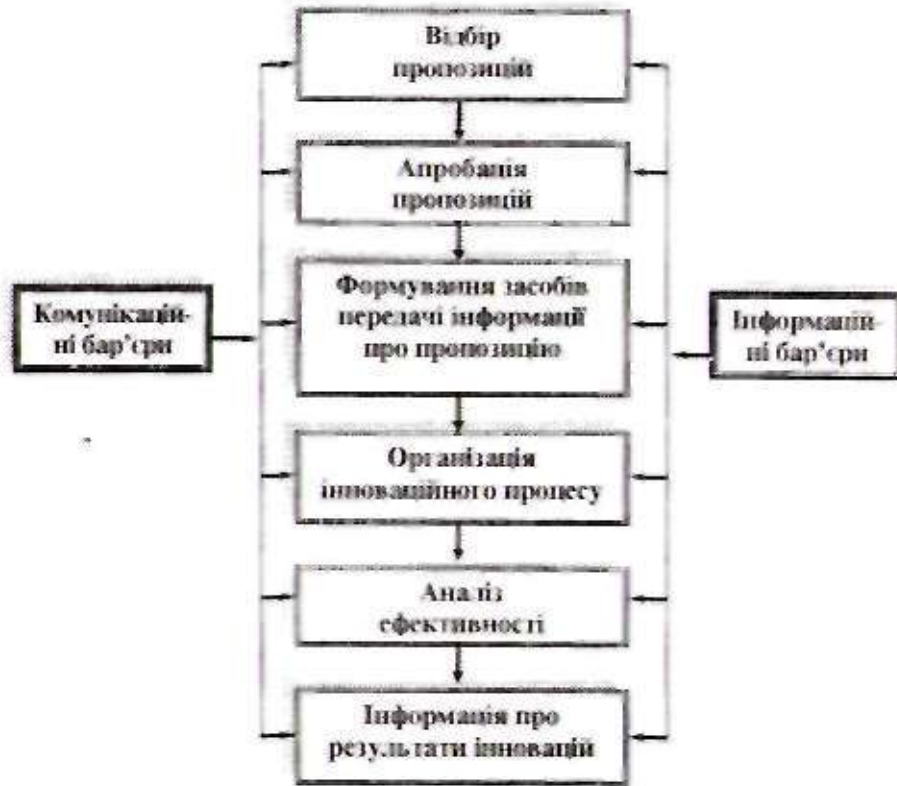 Відбір
пропозицій
Апробація
пропозицій
Формування засобів
передачі інформації
про пропозицію
Комунікацій-
ні бар’єри
Інформацій-
ні бар’єри
Організація
інноваційного процесу
Аналіз
ефективності
Інформація про
результати інновацій